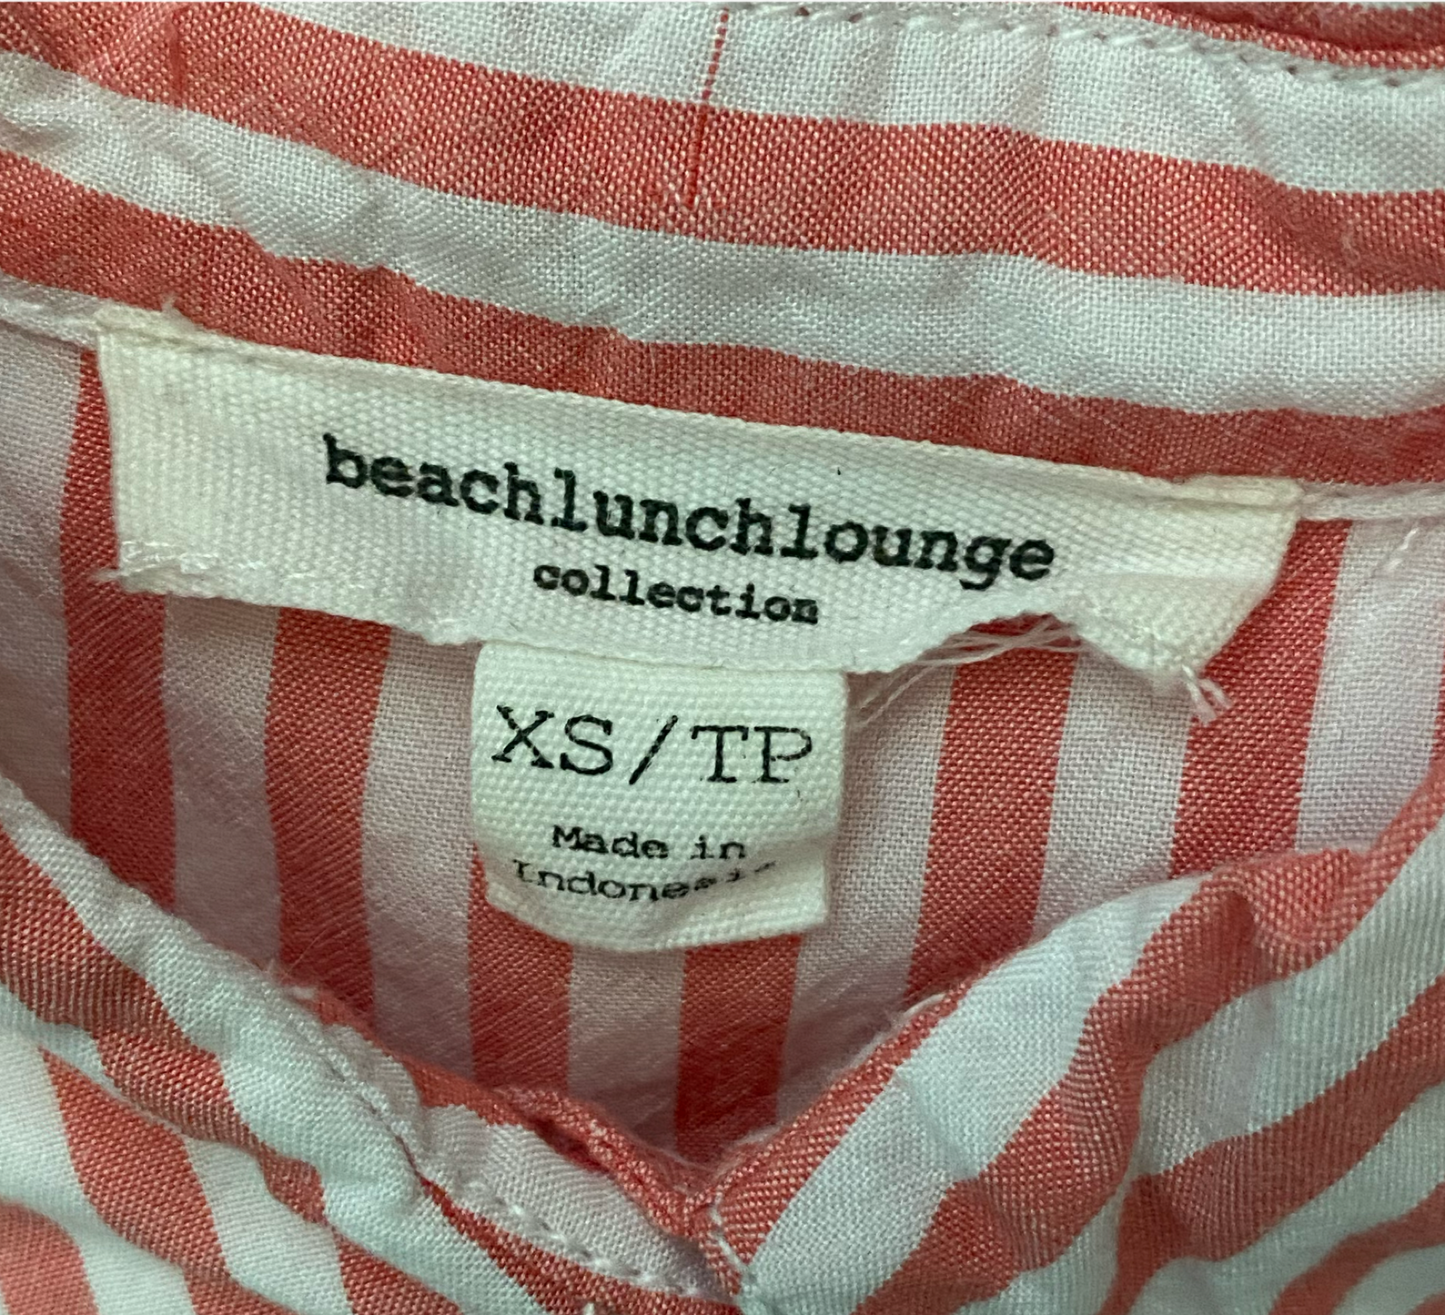 beachlunchlounge
collection
XS/TP
Made in
Indonesia